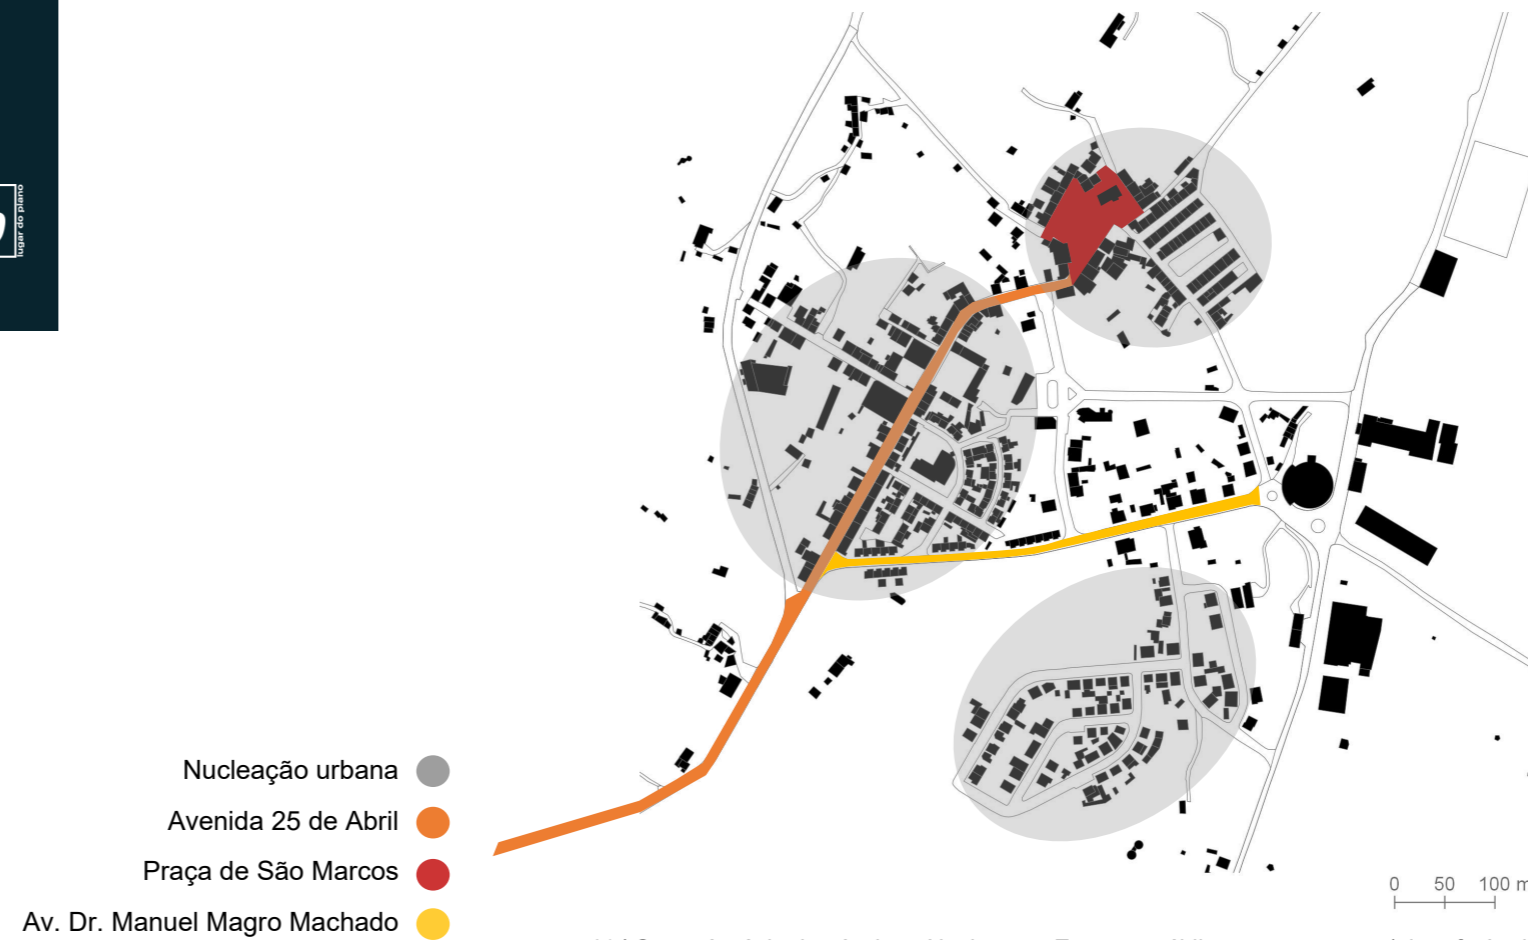 lugar do plano
Nucleação urbana
Avenida 25 de Abril
Praça de São Marcos
Av. Dr. Manuel Magro Machado
0 50 100 m